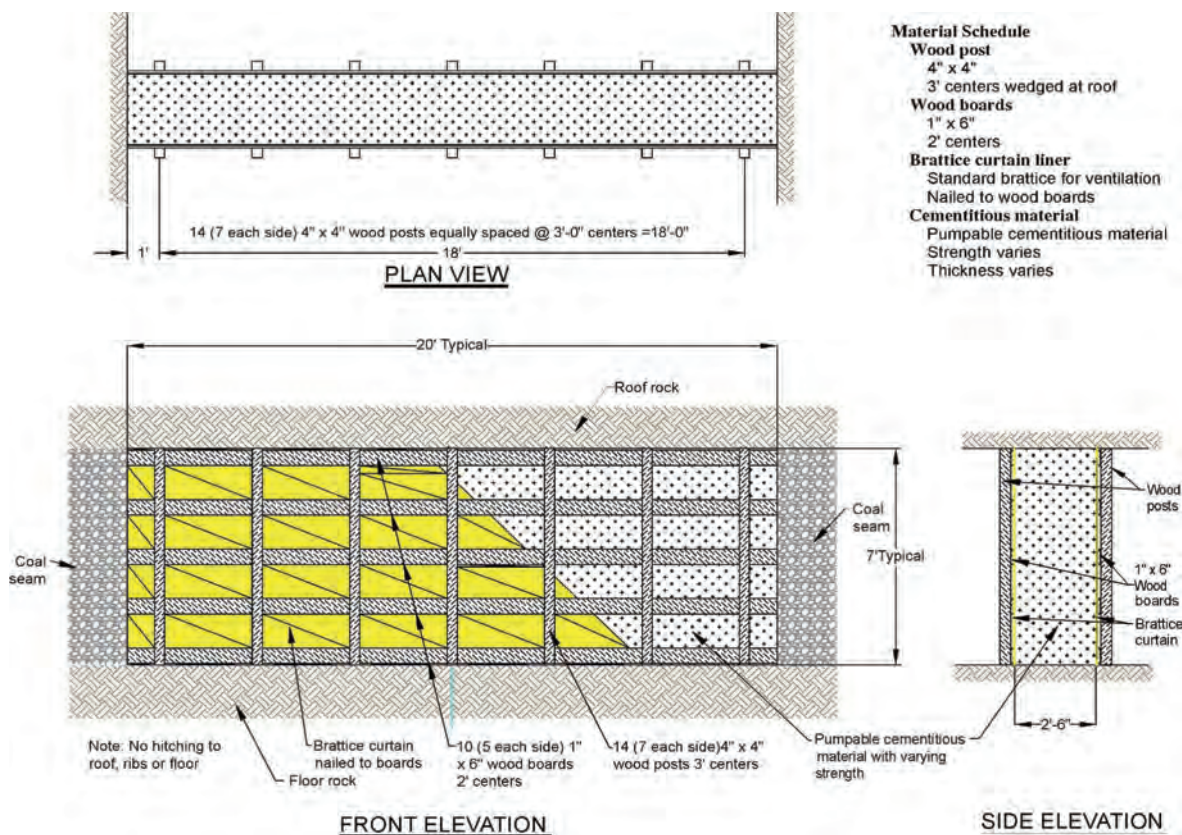 Material Schedule
Wood post
4" x 4"
3' centers wedged at roof
Wood boards
1" x 6"
2' centers
Brattice curtain liner
Standard brattice for ventilation
Nailed to wood boards
Cementitious material
Pumpable cementitious material
Strength varies
Thickness varies
14 (7 each side) 4" x 4" wood posts equally spaced @ 3'-0" centers =18'-0"
1'
18'
PLAN VIEW
20' Typical
Roof rock
Coal
seam
Coal
seam
7'Typical
Wood
posts
1" x 6"
Wood
boards
Brattice
curtain
2'-6"
Note: No hitching to
roof, ribs or floor
Brattice curtain
nailed to boards
Floor rock
10 (5 each side) 1"
x 6" wood boards
2' centers
14 (7 each side)4" x 4"
wood posts 3' centers
Pumpable cementitious
material with varying
strength
FRONT ELEVATION
SIDE ELEVATION